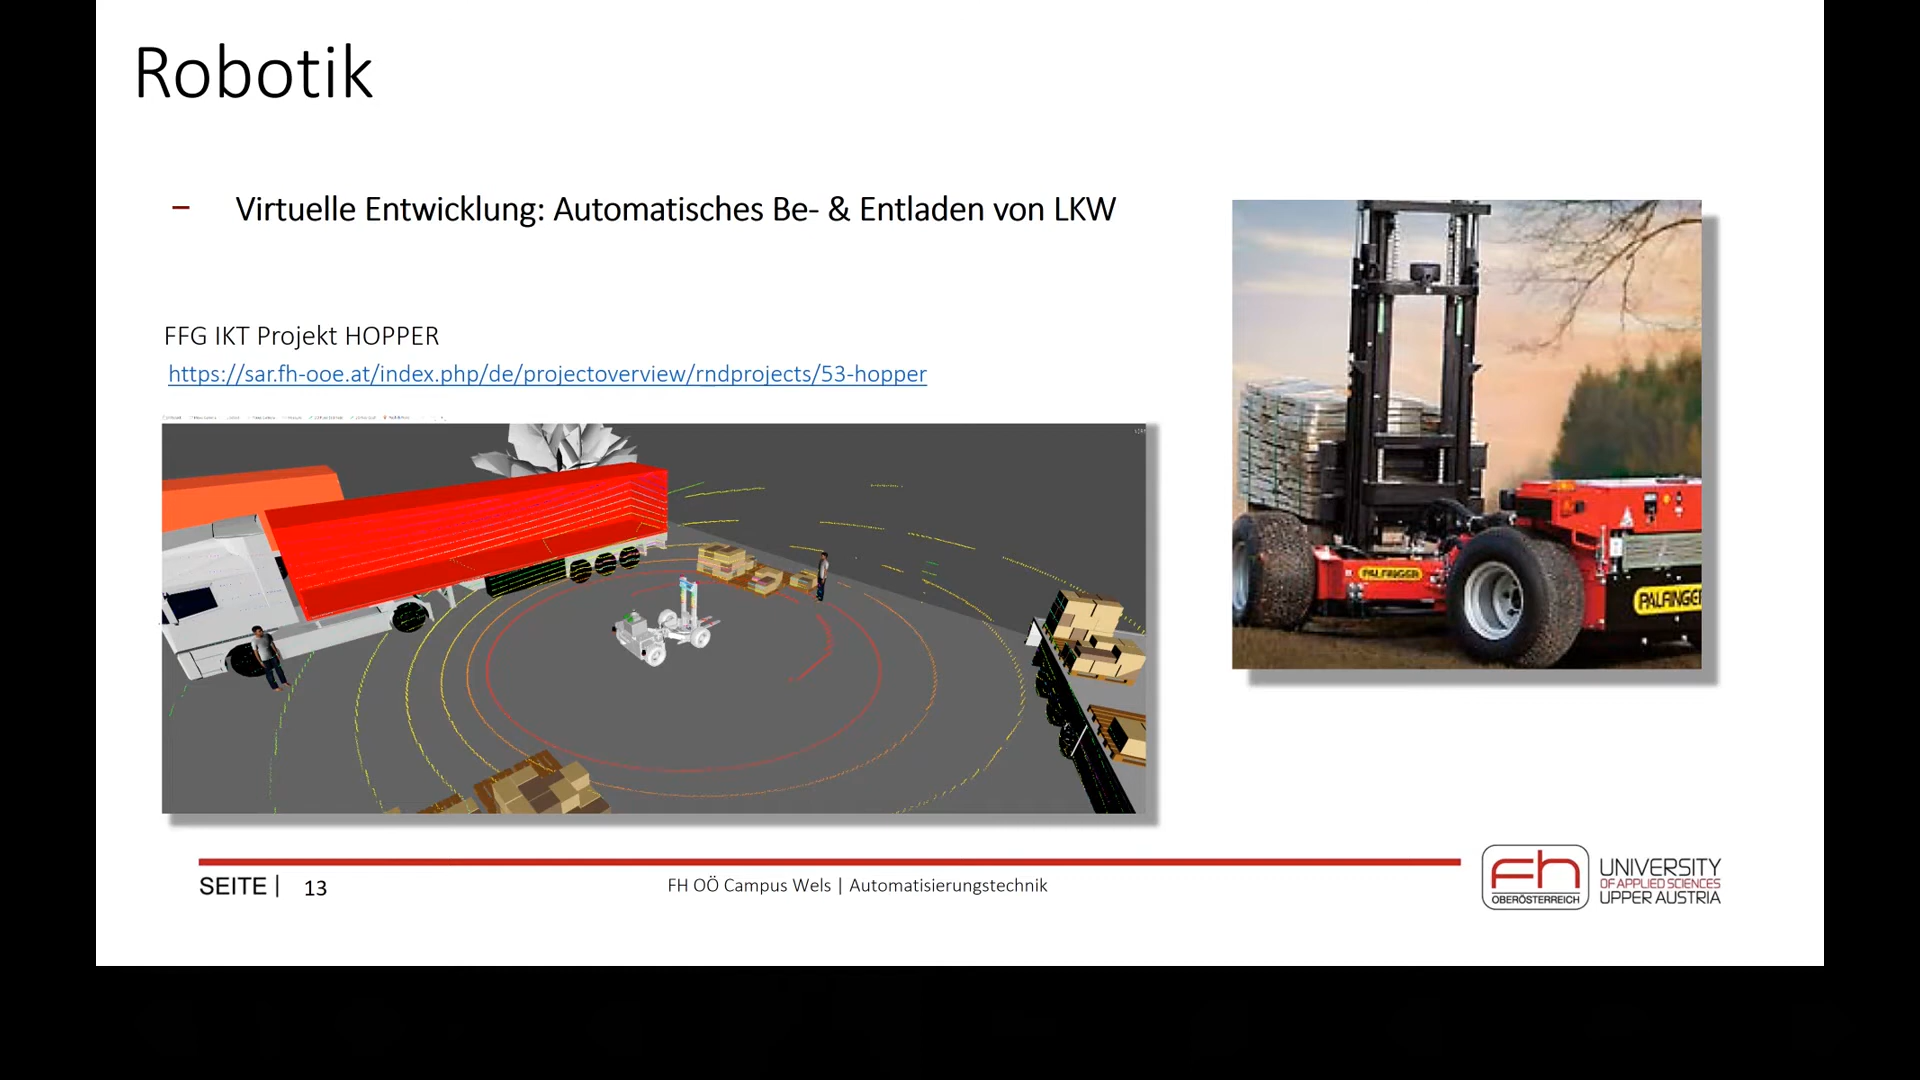 Robotik
– Virtuelle Entwicklung: Automatisches Be- & Entladen von LKW
FFG IKT Projekt HOPPER
https://sar.fh-ooe.at/index.php/de/projectoverview/rndprojects/53-hopper
PALFINGER
PALFINGER
SEITE | 13
FH OÖ Campus Wels | Automatisierungstechnik
fh
OBERÖSTERREICH
UNIVERSITY
OF APPLIED SCIENCES
UPPER AUSTRIA